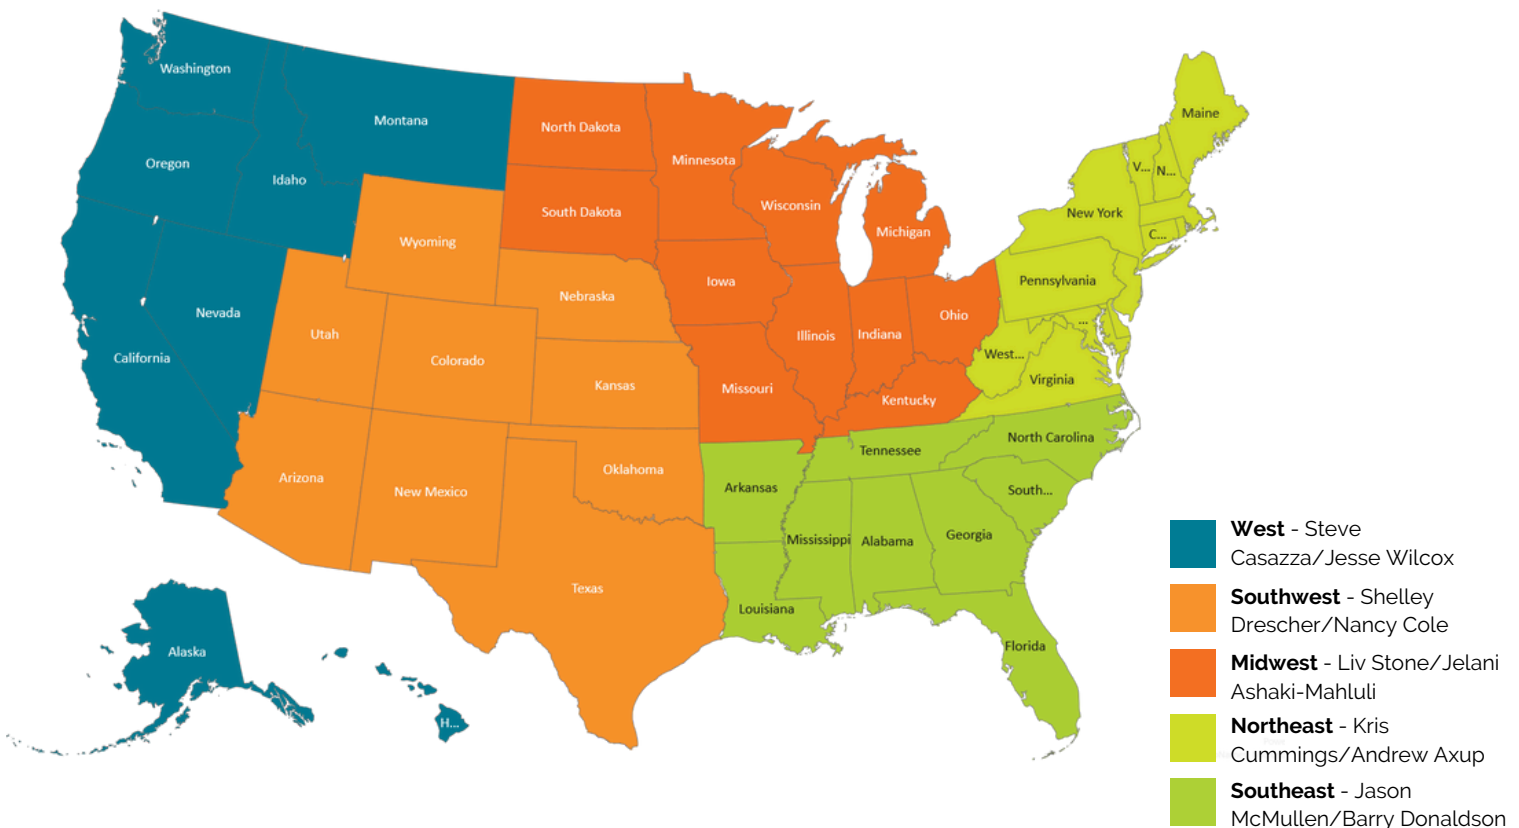 Washington
Montana
Oregon
Idaho
Wyoming
Nevada
Utah
California
Colorado
Arizona
New Mexico
North Dakota
South Dakota
Nebraska
Kansas
Oklahoma
Texas
Minnesota
Wisconsin
Michigan
Iowa
Illinois
Indiana
Ohio
Missouri
Kentucky
Maine
V...
N...
New York
C...
Pennsylvania
...
West...
Virginia
North Carolina
Tennessee
South...
Arkansas
Mississippi
Alabama
Georgia
Louisiana
Florida
Alaska
H...
West - Steve
Casazza/Jesse Wilcox
Southwest - Shelley
Drescher/Nancy Cole
Midwest - Liv Stone/Jelani
Ashaki-Mahluli
Northeast - Kris
Cummings/Andrew Axup
Southeast - Jason
McMullen/Barry Donaldson